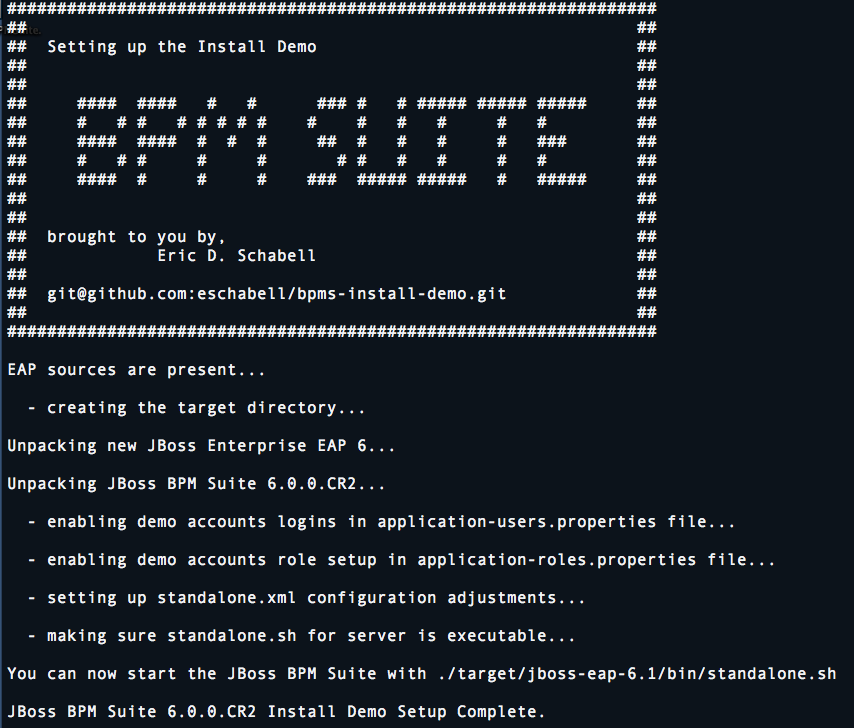 #################################################################
##                                                             ##
##  Setting up the Install Demo                                ##
##                                                             ##
##                                                             ##
##     ####  ####   #   #      ### #   # ##### ##### #####     ##
##     #   # #   # # # # #    #    #   #   #     #   #         ##
##     ####  ####  #  #  #     ##  #   #   #     #   ###       ##
##     #   # #     #     #       # #   #   #     #   #         ##
##     ####  #     #     #    ###  ##### #####   #   #####     ##
##                                                             ##
##                                                             ##
##  brought to you by,                                         ##
##             Eric D. Schabell                                ##
##                                                             ##
##  git@github.com:eschabell/bpms-install-demo.git             ##
##                                                             ##
#################################################################
EAP sources are present...
  - creating the target directory...
Unpacking new JBoss Enterprise EAP 6...
Unpacking JBoss BPM Suite 6.0.0.CR2...
  - enabling demo accounts logins in application-users.properties file...
  - enabling demo accounts role setup in application-roles.properties file...
  - setting up standalone.xml configuration adjustments...
  - making sure standalone.sh for server is executable...
You can now start the JBoss BPM Suite with ./target/jboss-eap-6.1/bin/standalone.sh
JBoss BPM Suite 6.0.0.CR2 Install Demo Setup Complete.